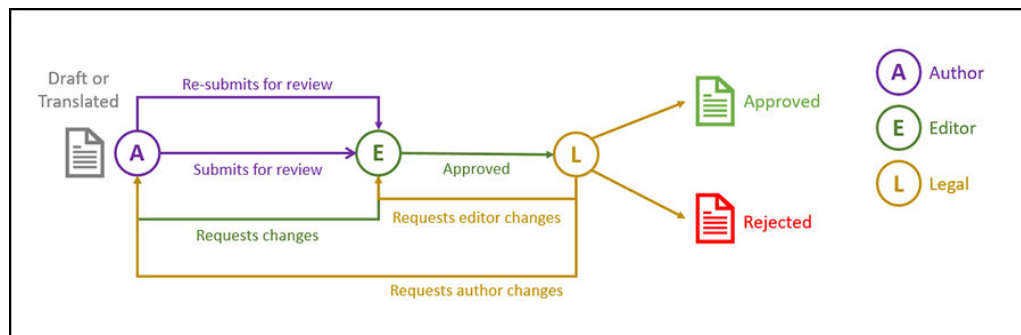 Draft or
Translated
Re-submits for review
A
Submits for review
E
Approved
L
Requests editor changes
Requests changes
Requests author changes
Approved
Rejected
A Author
E Editor
L Legal